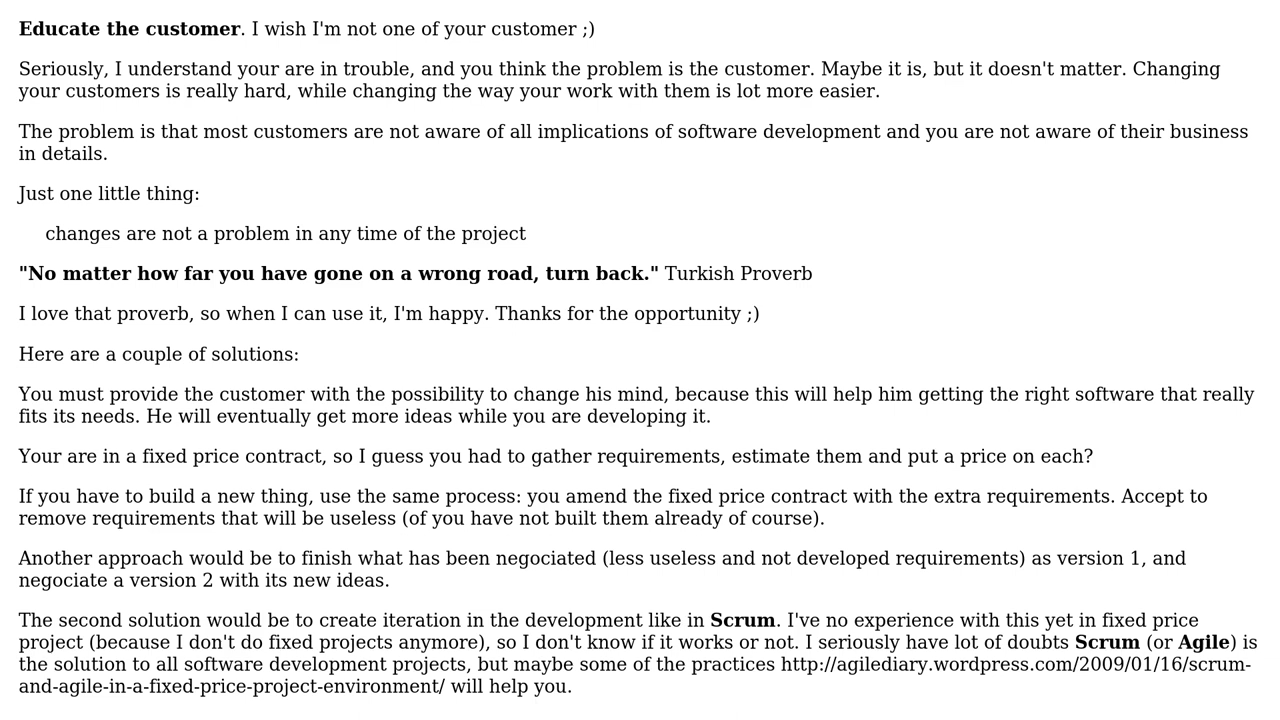 Educate the customer. I wish I'm not one of your customer ;)
Seriously, I understand your are in trouble, and you think the problem is the customer. Maybe it is, but it doesn't matter. Changing
your customers is really hard, while changing the way your work with them is lot more easier.
The problem is that most customers are not aware of all implications of software development and you are not aware of their business
in details.
Just one little thing:
changes are not a problem in any time of the project
"No matter how far you have gone on a wrong road, turn back." Turkish Proverb
I love that proverb, so when I can use it, I'm happy. Thanks for the opportunity ;)
Here are a couple of solutions:
You must provide the customer with the possibility to change his mind, because this will help him getting the right software that really
fits its needs. He will eventually get more ideas while you are developing it.
Your are in a fixed price contract, so I guess you had to gather requirements, estimate them and put a price on each?
If you have to build a new thing, use the same process: you amend the fixed price contract with the extra requirements. Accept to
remove requirements that will be useless (of you have not built them already of course).
Another approach would be to finish what has been negociated (less useless and not developed requirements) as version 1, and
negociate a version 2 with its new ideas.
The second solution would be to create iteration in the development like in Scrum. I've no experience with this yet in fixed price
project (because I don't do fixed projects anymore), so I don't know if it works or not. I seriously have lot of doubts Scrum (or Agile) is
the solution to all software development projects, but maybe some of the practices http://agilediary.wordpress.com/2009/01/16/scrum-
and-agile-in-a-fixed-price-project-environment/ will help you.